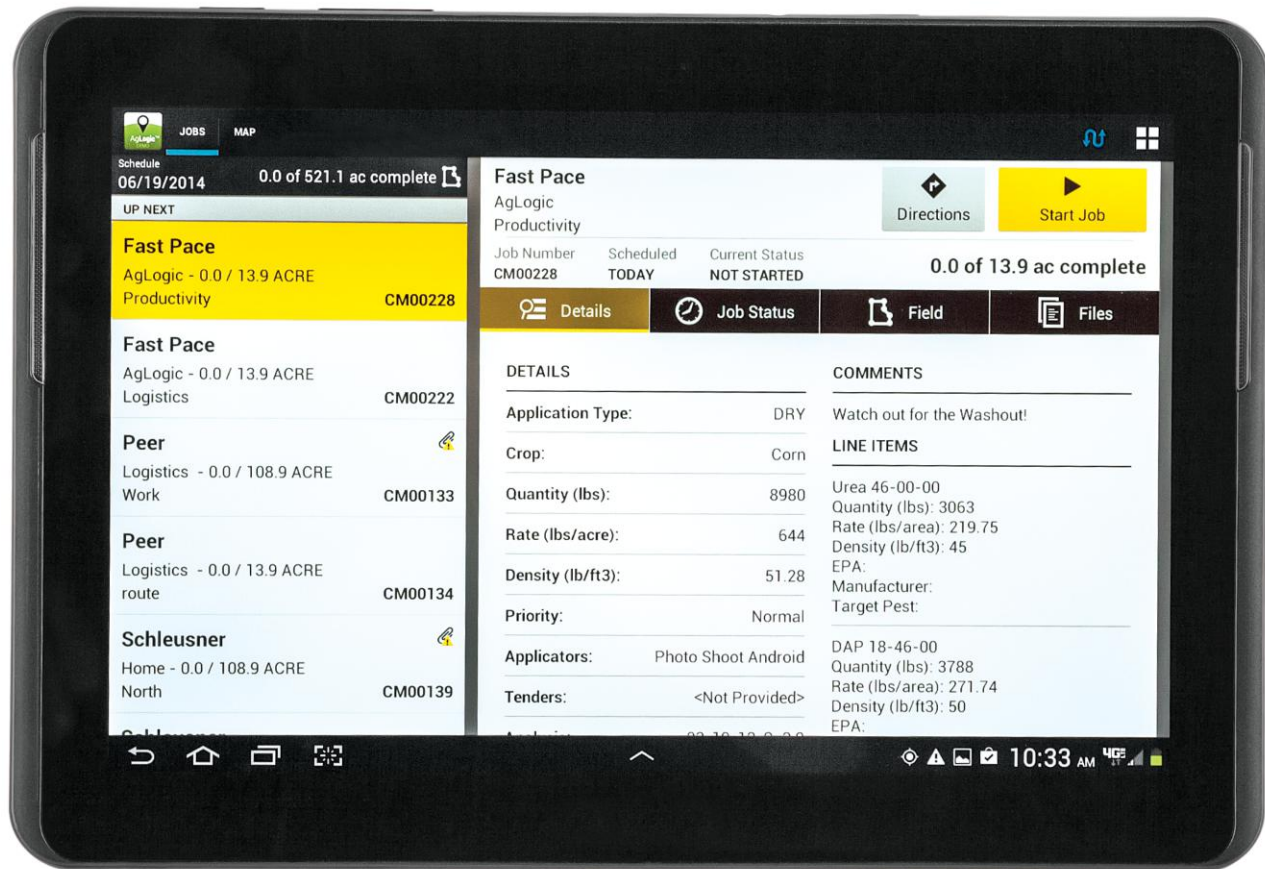 AgLogic™
JOBS
MAP
Schedule
06/19/2014
0.0 of 521.1 ac complete
UP NEXT
Fast Pace
AgLogic - 0.0 / 13.9 ACRE
Productivity
CM00228
Fast Pace
AgLogic - 0.0 / 13.9 ACRE
Logistics
CM00222
Peer
Logistics - 0.0 / 108.9 ACRE
Work
CM00133
Peer
Logistics - 0.0 / 13.9 ACRE
route
CM00134
Schleusner
Home - 0.0 / 108.9 ACRE
North
CM00139
Fast Pace
AgLogic
Productivity
Directions
Start Job
Job Number
CM00228
Scheduled
TODAY
Current Status
NOT STARTED
0.0 of 13.9 ac complete
Details
Job Status
Field
Files
DETAILS
Application Type: DRY
Crop: Corn
Quantity (lbs): 8980
Rate (lbs/acre): 644
Density (lb/ft3): 51.28
Priority: Normal
Applicators: Photo Shoot Android
Tenders: <Not Provided>
COMMENTS
Watch out for the Washout!
LINE ITEMS
Urea 46-00-00
Quantity (lbs): 3063
Rate (lbs/area): 219.75
Density (lb/ft3): 45
EPA:
Manufacturer:
Target Pest:
DAP 18-46-00
Quantity (lbs): 3788
Rate (lbs/area): 271.74
Density (lb/ft3): 50
EPA:
10:33 AM 4G